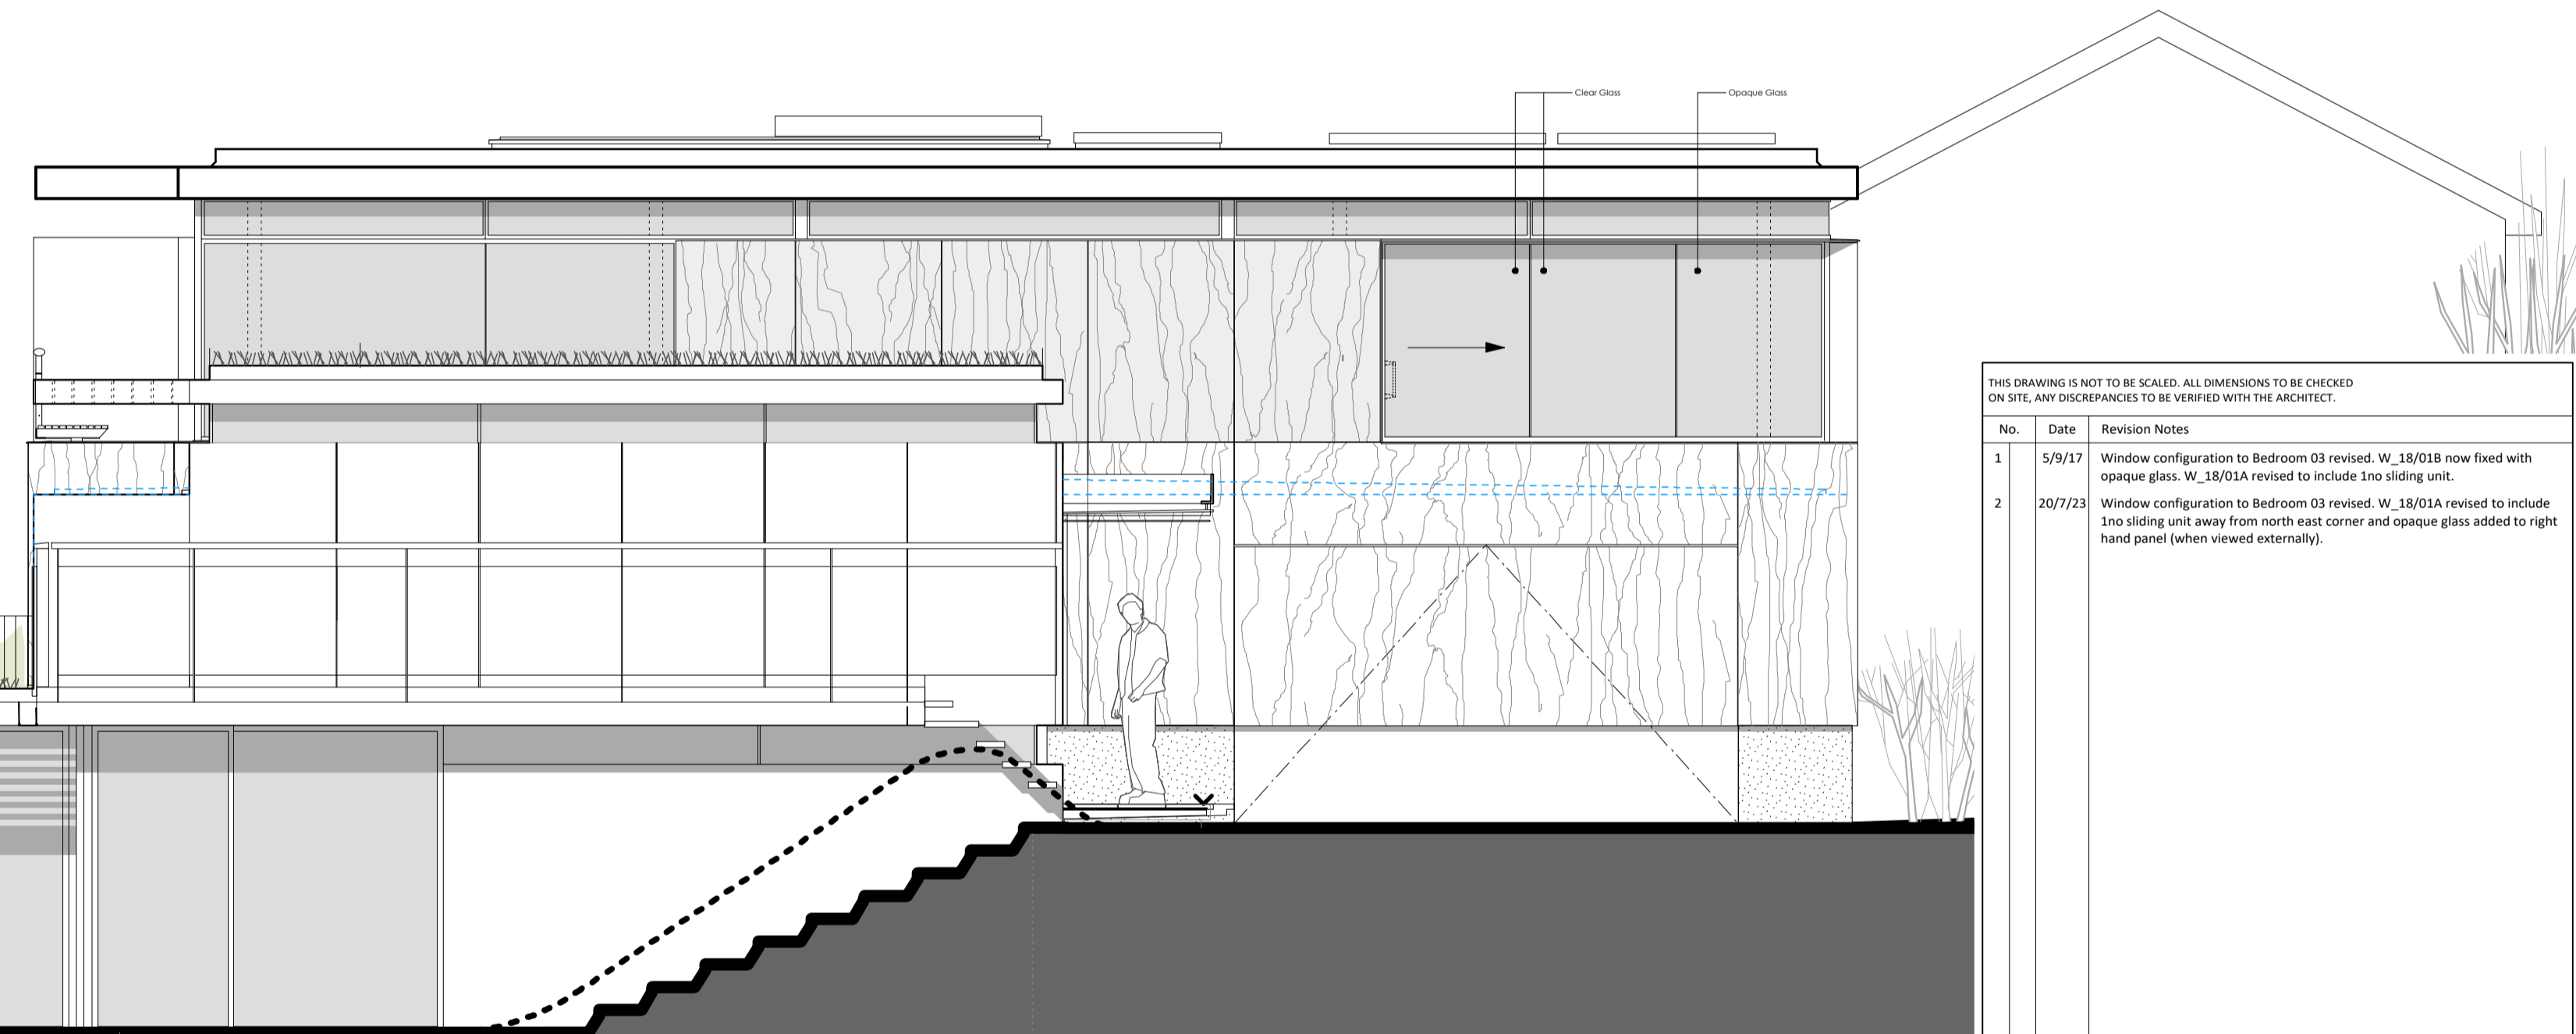 Clear Glass
Opaque Glass
THIS DRAWING IS NOT TO BE SCALED. ALL DIMENSIONS TO BE CHECKED
ON SITE, ANY DISCREPANCIES TO BE VERIFIED WITH THE ARCHITECT.
No. Date Revision Notes
1 5/9/17 Window configuration to Bedroom 03 revised. W_18/01B now fixed with
opaque glass. W_18/01A revised to include 1no sliding unit.
2 20/7/23 Window configuration to Bedroom 03 revised. W_18/01A revised to include
1no sliding unit away from north east corner and opaque glass added to right
hand panel (when viewed externally).